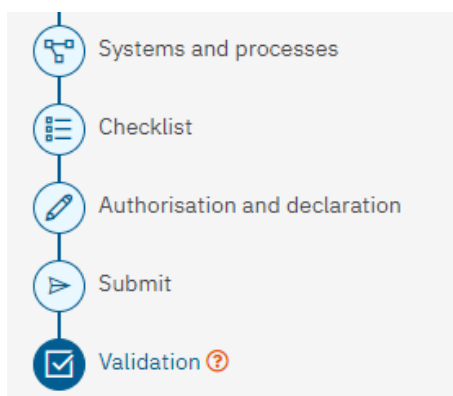 Systems and processes
Checklist
Authorisation and declaration
Submit
Validation ?